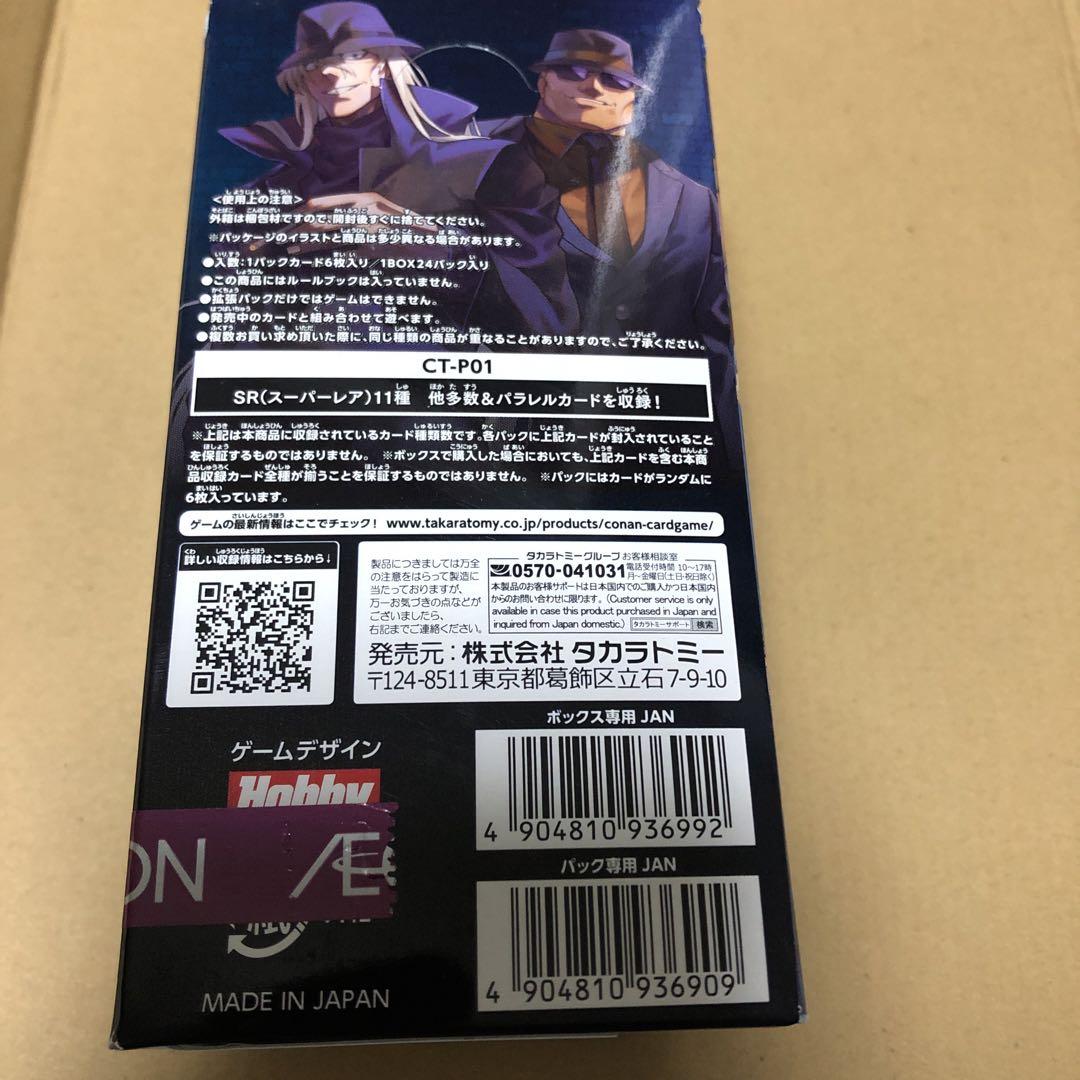 <使用上の注意>
外箱は梱包材ですので、開封後すぐに捨ててください。
※パッケージのイラストと商品は多少異なる場合があります。
●入数：1パックカード6枚入り／1BOX24パック入り
●この商品にはルールブックは入っていません。
●拡張パックだけではゲームはできません。
●発売中のカードと組み合わせて遊べます。
●複数お買い求め頂いた際に、同じ種類の商品が重なることがありますので、ご了承ください。
CT-P01
SR(スーパーレア)11種 他多数&パラレルカードを収録！
※上記は本商品に収録されているカード種類数です。各パックに上記カードが封入されていること
を保証するものではありません。 ※ボックスで購入した場合においても、上記カードを含む本商
品収録カード全種が揃うことを保証するものではありません。 ※パックにはカードがランダムに
6枚入っています。
ゲームの最新情報はここでチェック！ www.takaratomy.co.jp/products/conan-cardgame/
詳しい収録情報はこちらから↓
製品につきましては万全
の注意をはらって製造に
当たっておりますが、
万一お気づきの点などが
ございましたら、
右記までご連絡ください。
タカラトミーグループお客様相談室
0570-041031 電話受付時間 10〜17時
月〜金曜日(土日・祝日除く)
本製品のお客様サポートは日本国内でのご購入かつ日本国内
からのお問い合わせに限ります。(Customer service is only
available in case this product purchased in Japan and
inquired from Japan domestic.) タカラトミーサポート 検索
発売元：株式会社 タカラトミー
〒124-8511 東京都葛飾区立石7-9-10
ボックス専用 JAN
4 904810 936992
パック専用 JAN
4 904810 936909
ゲームデザイン
Hobby
ON Æ
MADE IN JAPAN